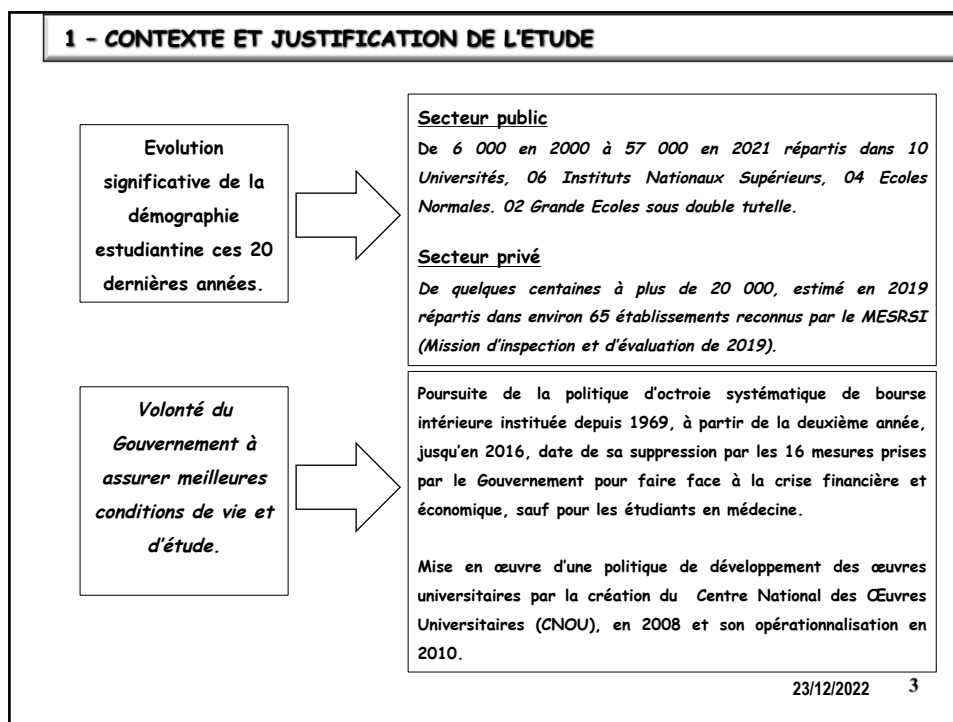 1 - CONTEXTE ET JUSTIFICATION DE L'ETUDE
Evolution
significative de la
démographie
estudiantine ces 20
dernières années.
Secteur public
De 6 000 en 2000 à 57 000 en 2021 répartis dans 10
Universités, 06 Instituts Nationaux Supérieurs, 04 Ecoles
Normales. 02 Grande Ecoles sous double tutelle.
Secteur privé
De quelques centaines à plus de 20 000, estimé en 2019
répartis dans environ 65 établissements reconnus par le MESRSI
(Mission d'inspection et d'évaluation de 2019).
Volonté du
Gouvernement à
assurer meilleures
conditions de vie et
d'étude.
Poursuite de la politique d'octroie systématique de bourse
intérieure instituée depuis 1969, à partir de la deuxième année,
jusqu'en 2016, date de sa suppression par les 16 mesures prises
par le Gouvernement pour faire face à la crise financière et
économique, sauf pour les étudiants en médecine.
Mise en œuvre d'une politique de développement des œuvres
universitaires par la création du Centre National des Œuvres
Universitaires (CNOU), en 2008 et son opérationnalisation en
2010.
23/12/2022 3